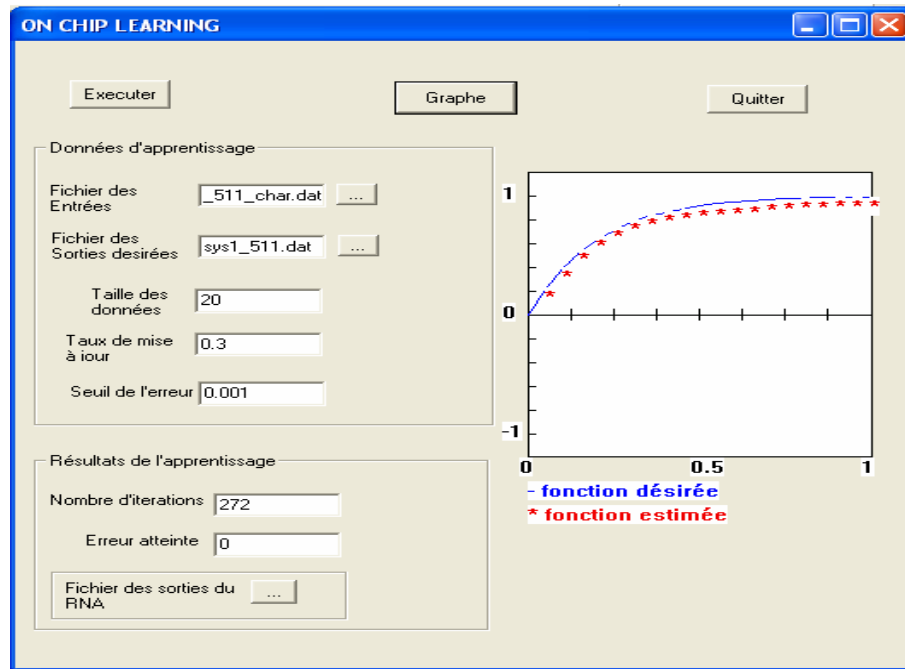 ON CHIP LEARNING
Executer
Graphe
Quitter
Données d'apprentissage
Fichier des
Entrées
_511_char.dat
...
Fichier des
Sorties desirées
sys1_511.dat
...
Taille des
données
20
Taux de mise
à iour
0.3
Seuil de l'erreur
0.001
Résultats de l'apprentissage
Nombre d'iterations
272
Erreur atteinte
0
Fichier des sorties du
RNA
...
1
0
-1
0
0.5
1
- fonction désirée
* fonction estimée